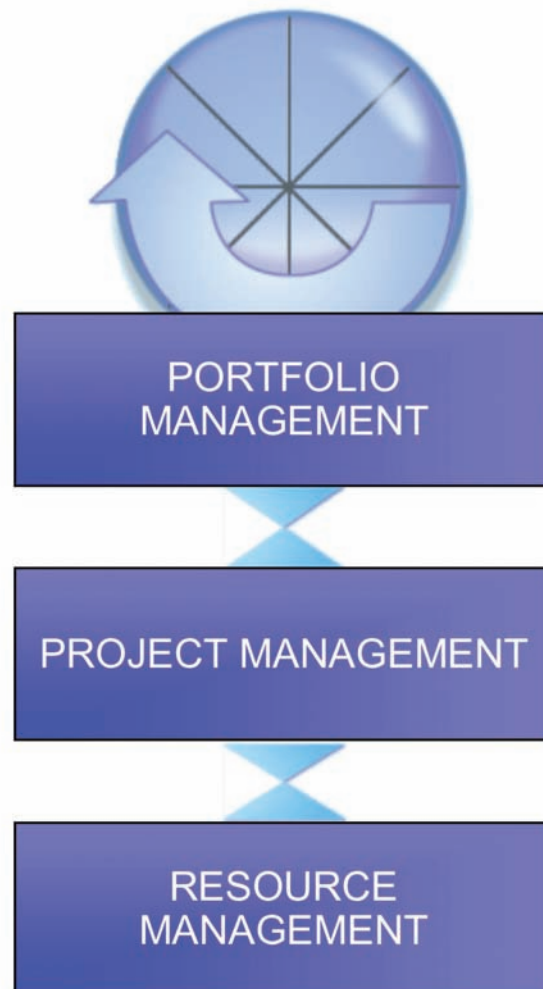 PORTFOLIO
MANAGEMENT
PROJECT MANAGEMENT
RESOURCE
MANAGEMENT